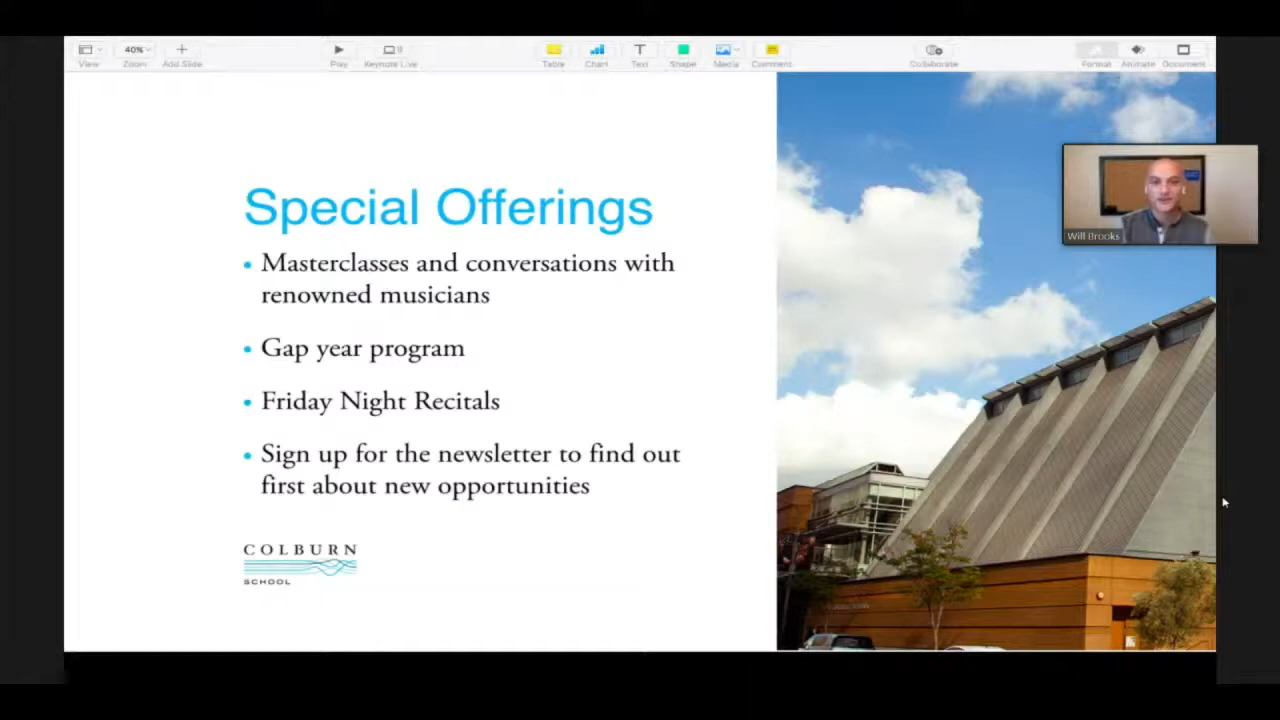 40%
View
Zoom
Add Slide
Play
Keynote Live
Table
Chart
Text
Shape
Media
Comment
Collaborate
Format
Animate
Document
Special Offerings
Masterclasses and conversations with
renowned musicians
Gap year program
Friday Night Recitals
Sign up for the newsletter to find out
first about new opportunities
COLBURN
SCHOOL
Will Brooks